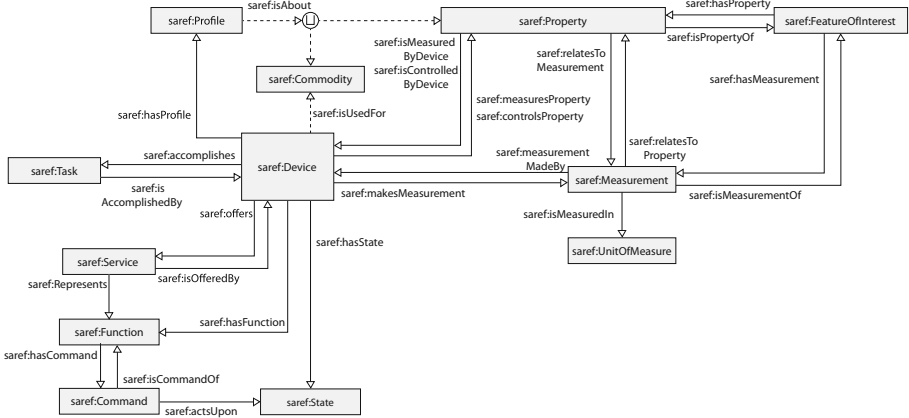 saref:isAbout
saref:hasProperty
saref:Profile
saref:Property
saref:FeatureOfInterest
saref:isMeasured
ByDevice
saref:isControlled
ByDevice
saref:relatesTo
Measurement
saref:isPropertyOf
saref:Commodity
saref:hasMeasurement
saref:hasProfile
saref:isUsedFor
saref:measuresProperty
saref:controlsProperty
saref:accomplishes
saref:Device
saref:measurement
MadeBy
saref:relatesTo
Property
saref:Task
saref:is
AccomplishedBy
saref:makesMeasurement
saref:Measurement
saref:isMeasurementOf
saref:offers
saref:isMeasuredIn
saref:hasState
saref:UnitOfMeasure
saref:Service
saref:isOfferedBy
saref:Represents
saref:hasFunction
saref:Function
saref:hasCommand
saref:isCommandOf
saref:Command
saref:actsUpon
saref:State